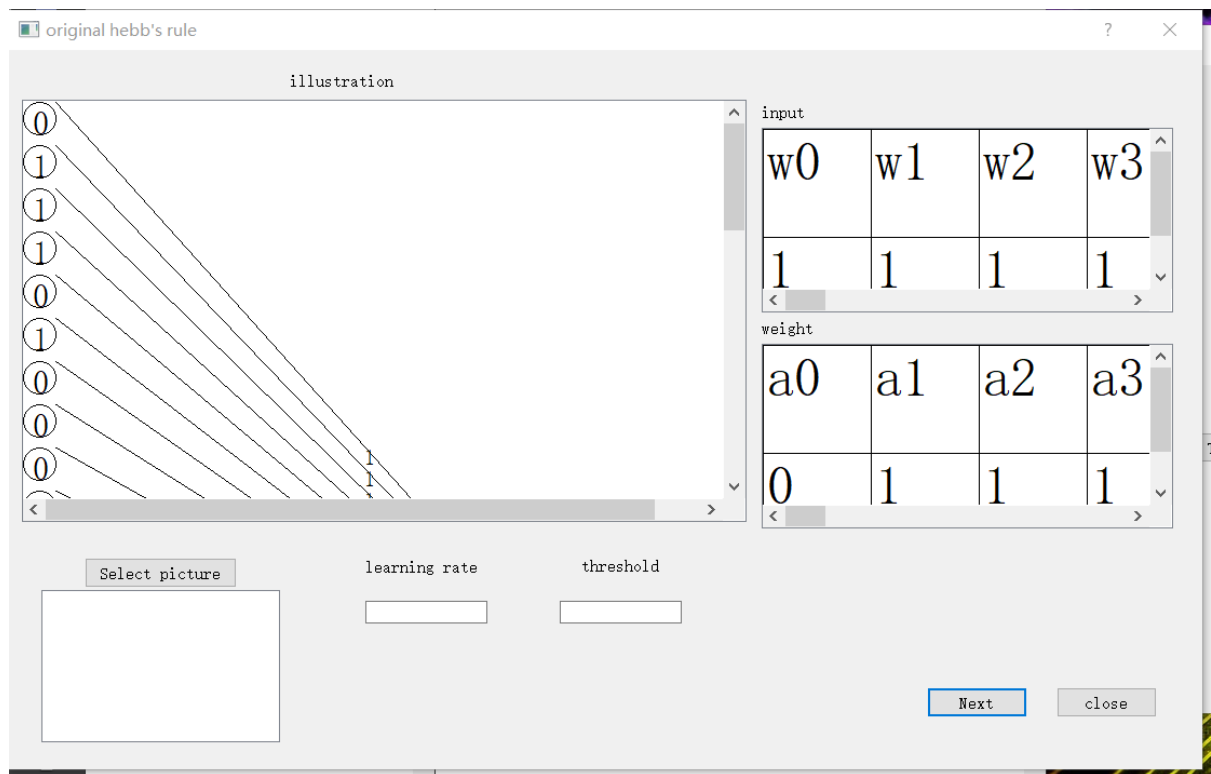 original hebb's rule
?
illustration
0
1
1
1
0
1
0
0
0
1
1
input
w0 w1 w2 w3
1 1 1 1
weight
a0 a1 a2 a3
0 1 1 1
Select picture
learning rate
threshold
Next
close